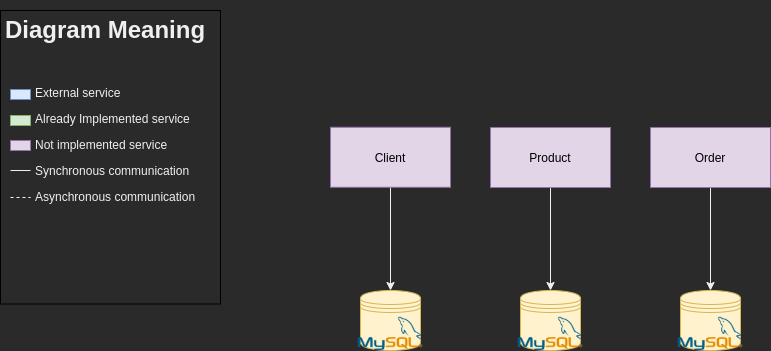 Diagram Meaning
External service
Already Implemented service
Not implemented service
Synchronous communication
Asynchronous communication
Client
Product
Order
MySQL
MySQL
MySQL